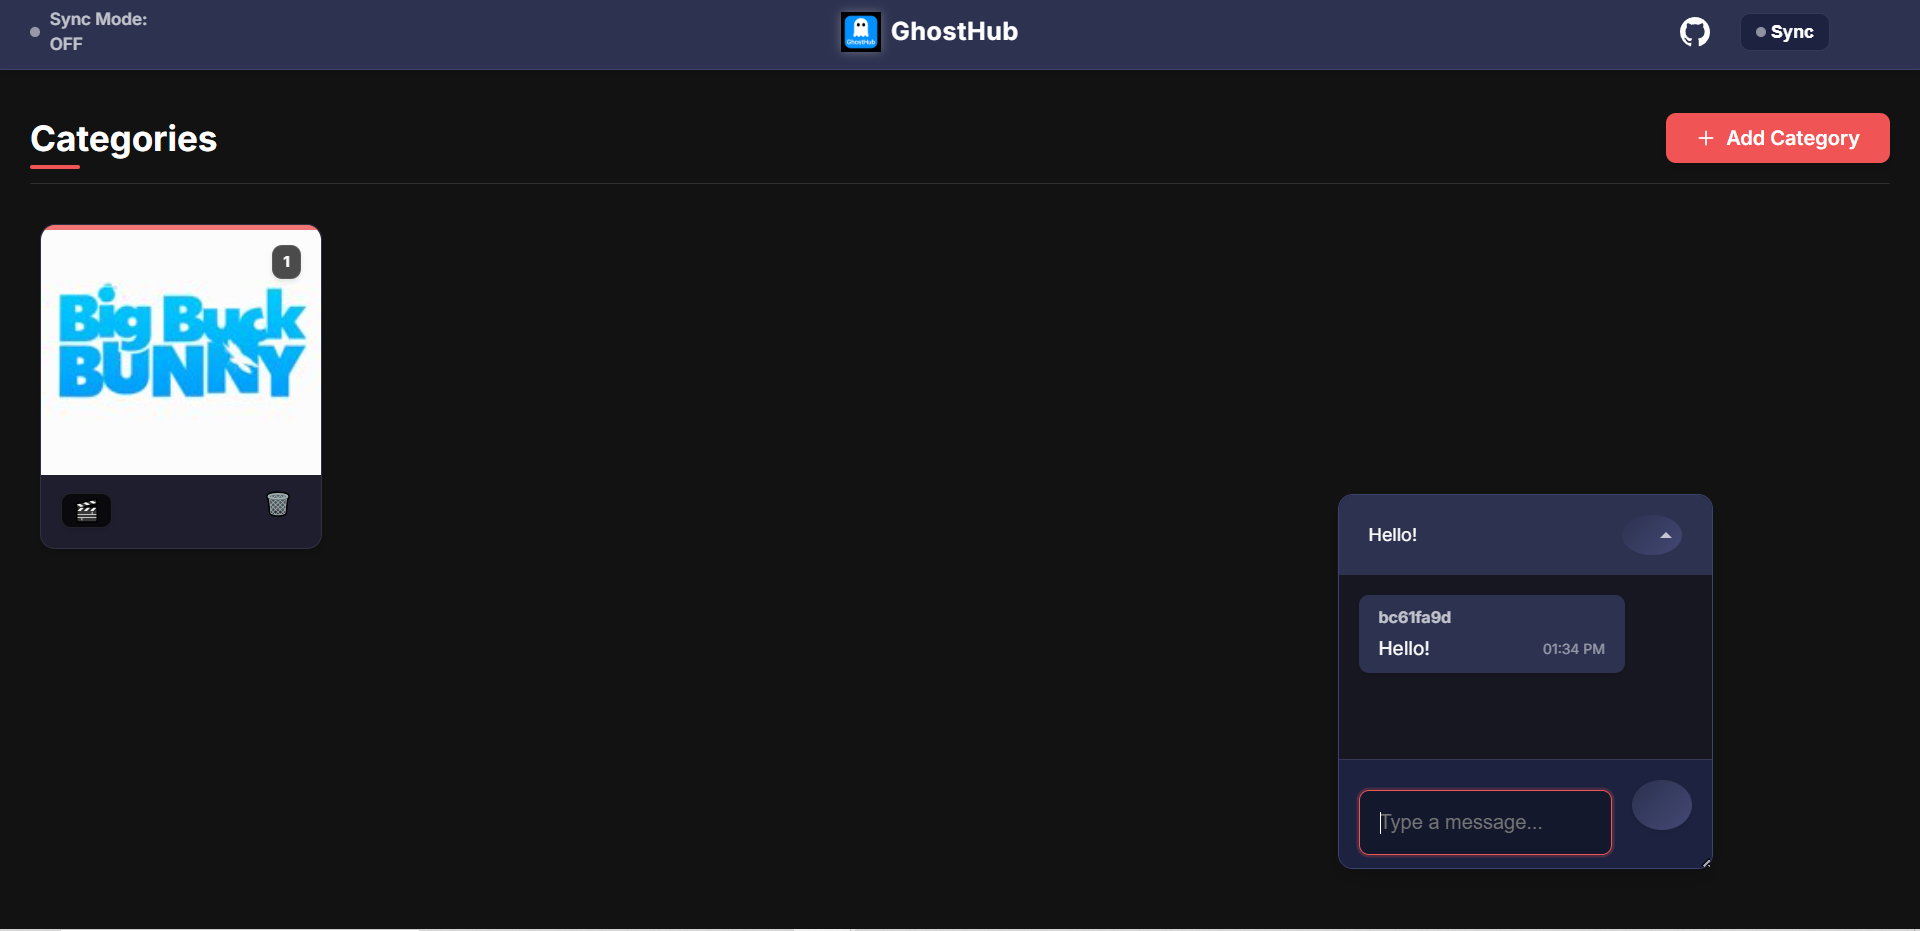 Sync Mode:
OFF
GhostHub
GhostHub
Sync
Categories
+ Add Category
1
Big Buck
BUNNY
Hello!
bc61fa9d
Hello!
01:34 PM
Type a message...